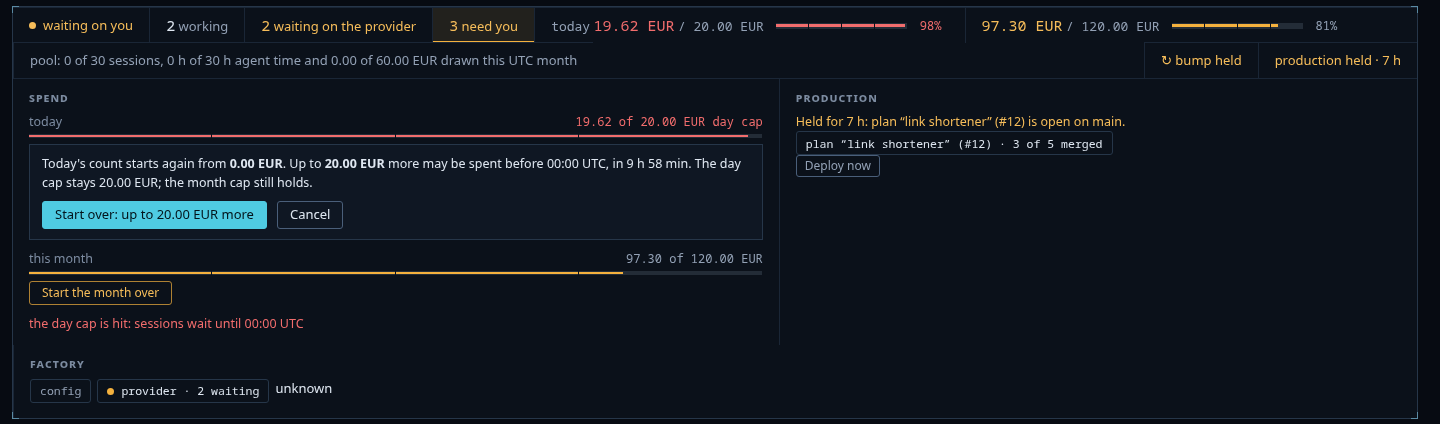 waiting on you 2 working 2 waiting on the provider 3 need you today 19.62 EUR / 20.00 EUR 98% 97.30 EUR / 120.00 EUR 81%
pool: 0 of 30 sessions, 0 h of 30 h agent time and 0.00 of 60.00 EUR drawn this UTC month ↻ bump held production held · 7 h
SPEND
today 19.62 of 20.00 EUR day cap
Today's count starts again from 0.00 EUR. Up to 20.00 EUR more may be spent before 00:00 UTC, in 9 h 58 min. The day
cap stays 20.00 EUR; the month cap still holds.
Start over: up to 20.00 EUR more Cancel
this month 97.30 of 120.00 EUR
Start the month over
the day cap is hit: sessions wait until 00:00 UTC
PRODUCTION
Held for 7 h: plan “link shortener” (#12) is open on main.
plan “link shortener” (#12) · 3 of 5 merged
Deploy now
FACTORY
config provider · 2 waiting unknown